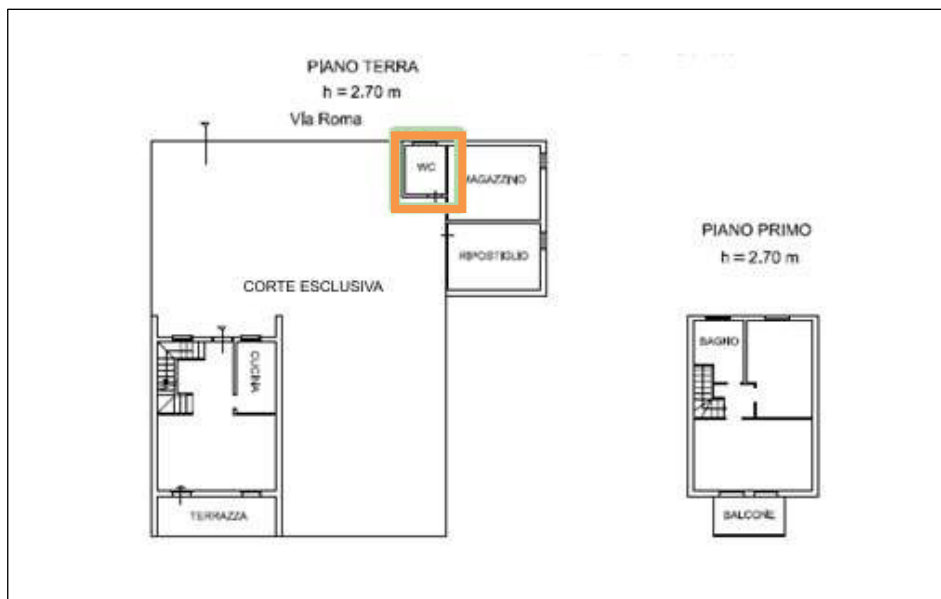 PIANO TERRA
h = 2.70 m
Via Roma
WC
MAGAZZINO
RIPOSTIGLIO
CORTE ESCLUSIVA
CUCINA
TERRAZZA
PIANO PRIMO
h = 2.70 m
BAGNO
BALCONE